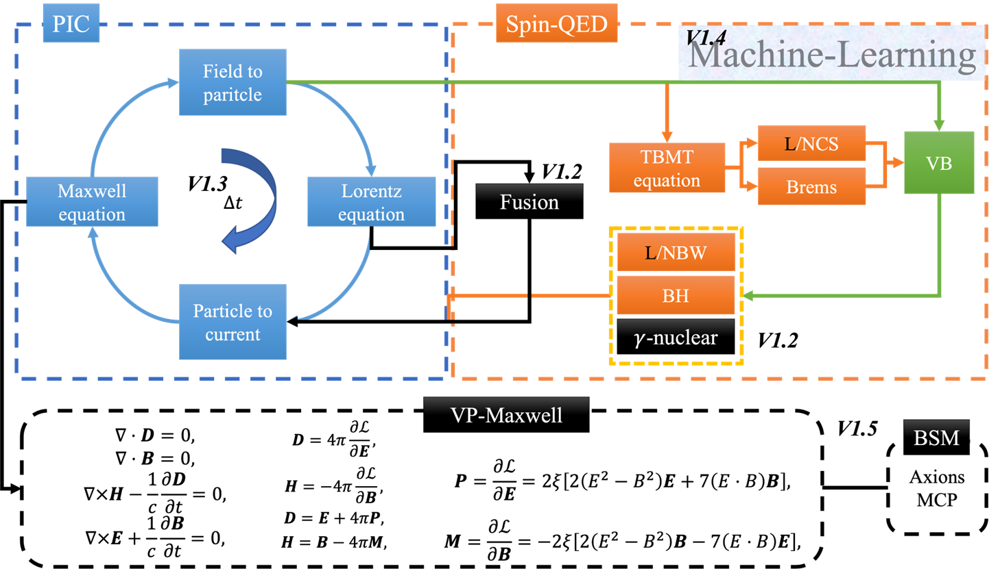 PIC
Spin-QED
V1.4
Machine-Learning
Field to
paritcle
TBMT
equation
L/NCS
Brems
VB
V1.3
Δt
Maxwell
equation
Lorentz
equation
V1.2
Fusion
L/NBW
BH
γ-nuclear
V1.2
Particle to
current
VP-Maxwell
∇ · D = 0,
∇ · B = 0,
∇×H − 1/c ∂D/∂t = 0,
∇×E + 1/c ∂B/∂t = 0,
D = 4π ∂ℒ/∂E,
H = −4π ∂ℒ/∂B,
D = E + 4πP,
H = B − 4πM,
P = ∂ℒ/∂E = 2ξ[2(E² − B²)E + 7(E · B)B],
M = ∂ℒ/∂B = −2ξ[2(E² − B²)B − 7(E · B)E],
V1.5
BSM
Axions
MCP